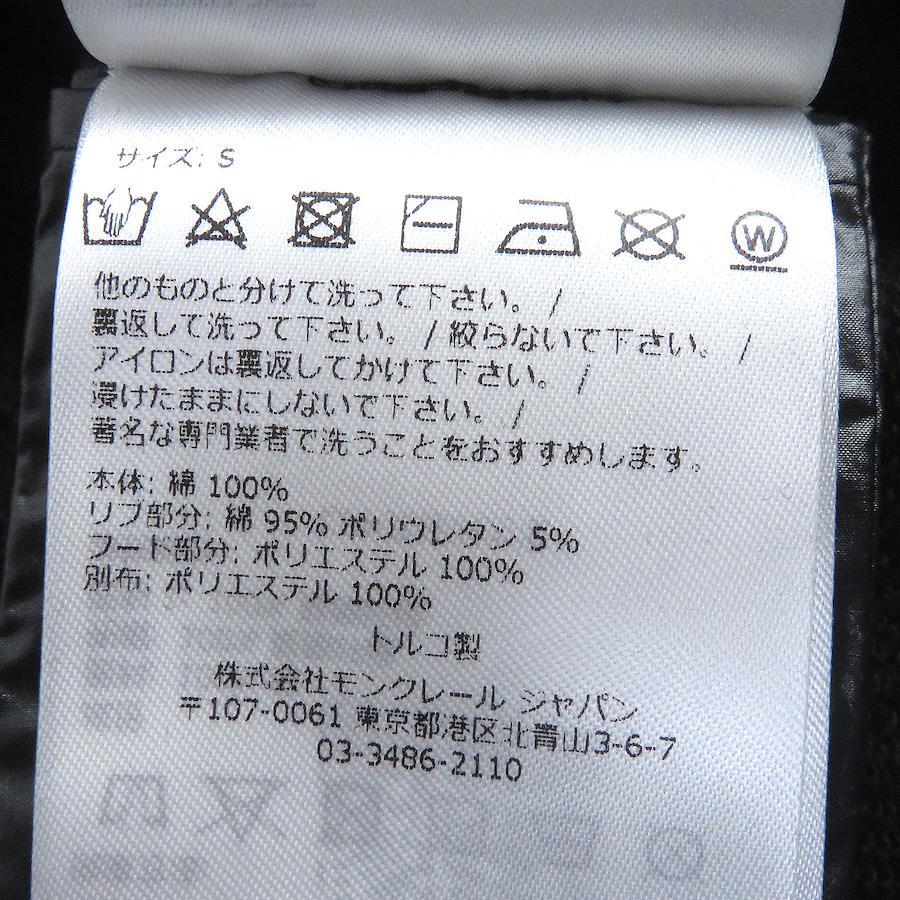 サイズ: S
W
他のものと分けて洗って下さい。 /
裏返して洗って下さい。 / 絞らないで下さい。 /
アイロンは裏返してかけて下さい。 /
浸けたままにしないで下さい。 /
著名な専門業者で洗うことをおすすめします。
本体: 綿 100%
リブ部分: 綿 95% ポリウレタン 5%
フード部分: ポリエステル 100%
別布: ポリエステル 100%
トルコ製
株式会社モンクレール ジャパン
〒107-0061 東京都港区北青山3-6-7
03-3486-2110